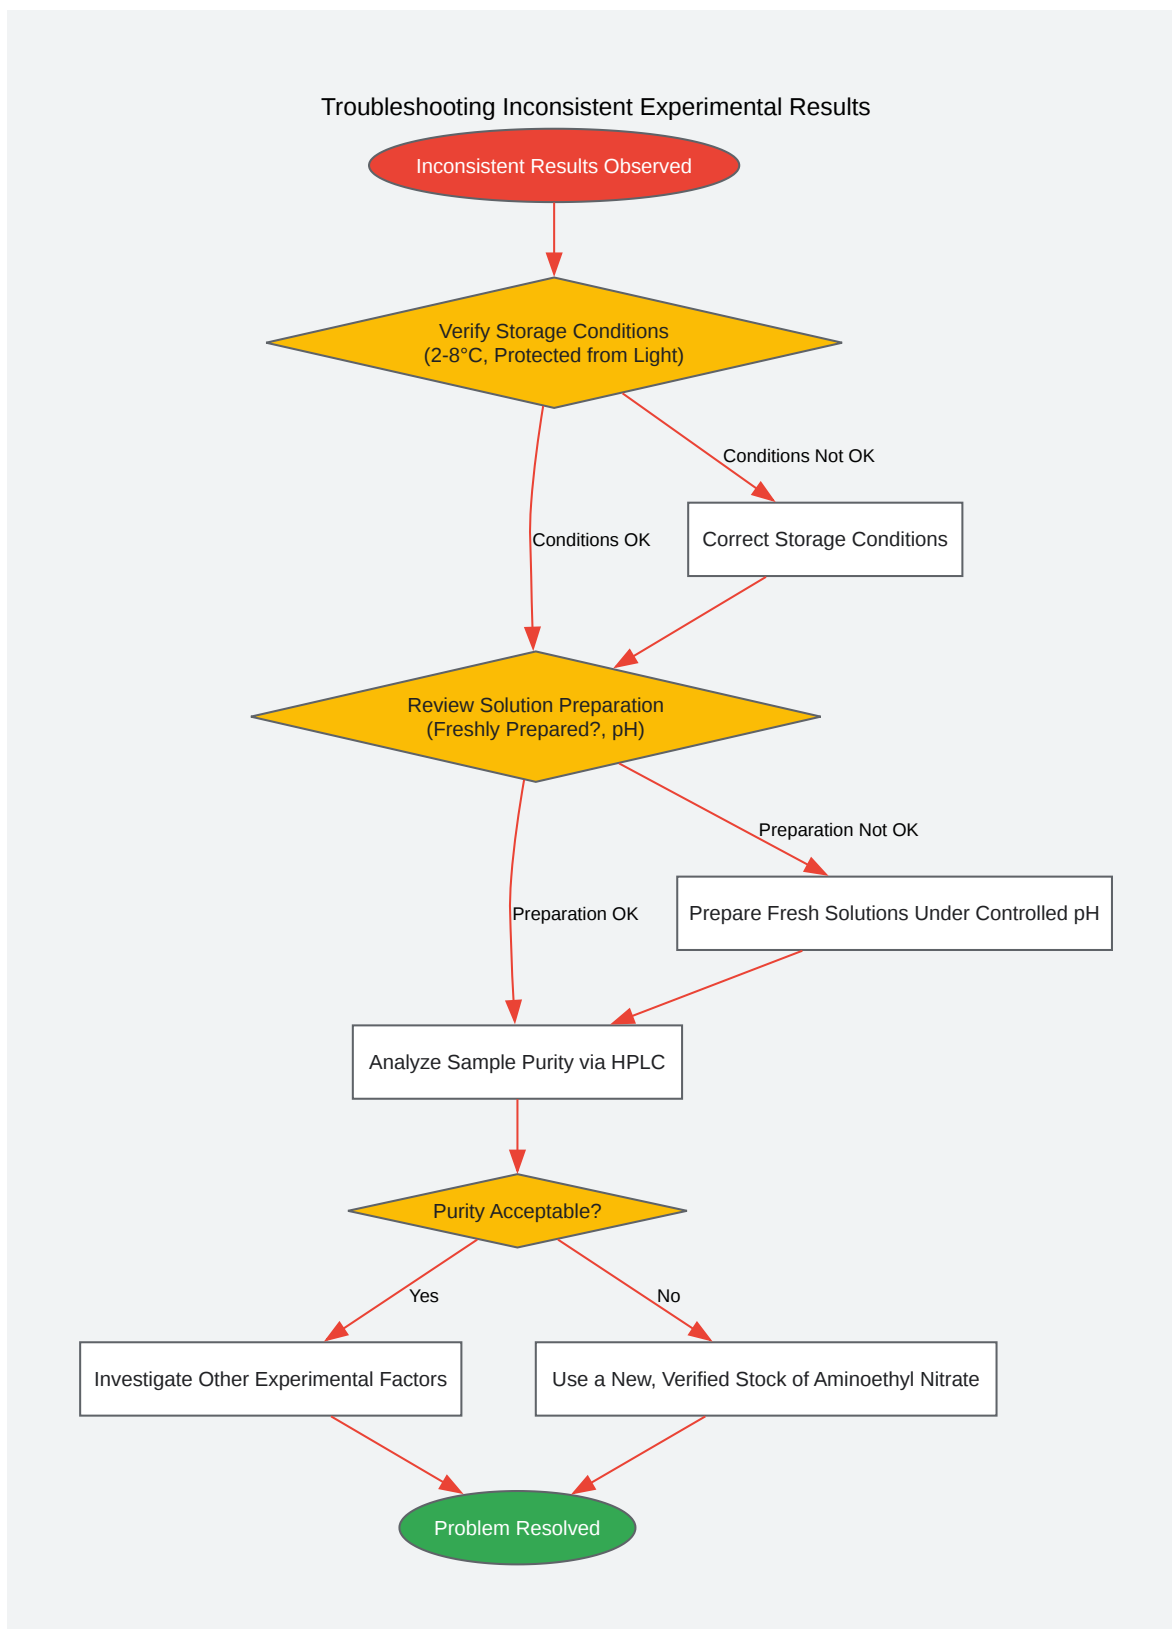 Troubleshooting Inconsistent Experimental Results
Inconsistent Results Observed
Verify Storage Conditions
(2-8°C, Protected from Light)
Conditions Not OK
Conditions OK
Correct Storage Conditions
Review Solution Preparation
(Freshly Prepared?, pH)
Preparation Not OK
Preparation OK
Prepare Fresh Solutions Under Controlled pH
Analyze Sample Purity via HPLC
Purity Acceptable?
Yes
No
Investigate Other Experimental Factors
Use a New, Verified Stock of Aminoethyl Nitrate
Problem Resolved